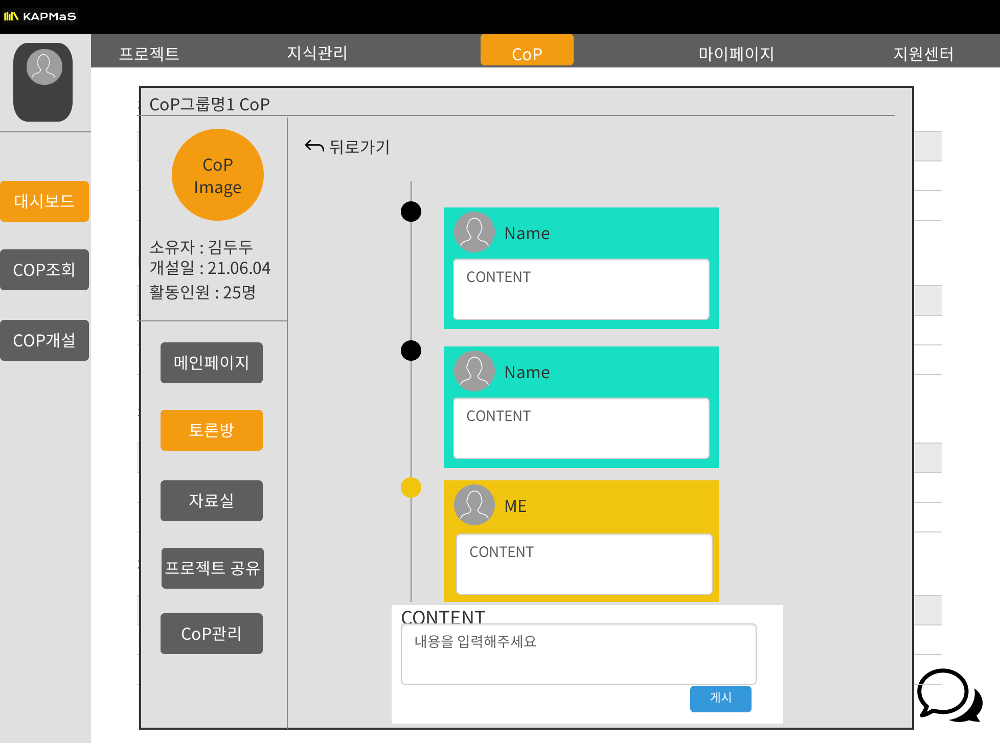 KAPMaS
프로젝트
지식관리
CoP
마이페이지
지원센터
CoP그룹명1 CoP
대시보드
COP조회
COP개설
CoP
Image
소유자 : 김두두
개설일 : 21.06.04
활동인원 : 25명
메인페이지
토론방
자료실
프로젝트 공유
CoP관리
뒤로가기
Name
CONTENT
Name
CONTENT
ME
CONTENT
CONTENT
내용을 입력해주세요
게시